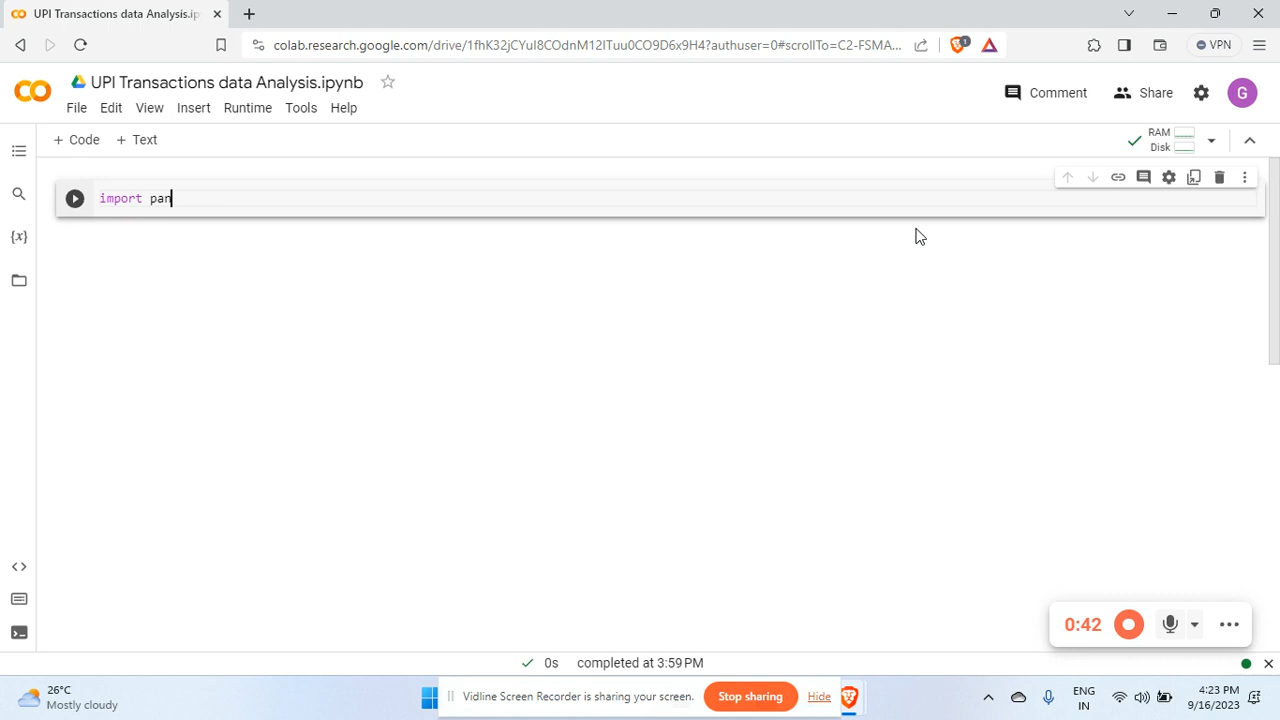 UPI Transactions data Analysis.ip
colab.research.google.com/drive/1fhK32jCYuI8COdnM12ITuu0CO9D6x9H4?authuser=0#scrollTo=C2-FSMA...
1
VPN
UPI Transactions data Analysis.ipynb
File Edit View Insert Runtime Tools Help
Comment
Share
G
+ Code + Text
RAM
Disk
import pan
{x}
0:42
0s completed at 3:59 PM
26°C
Mostly cloudy
Vidline Screen Recorder is sharing your screen.
Stop sharing
Hide
ENG
IN
4:23 PM
9/16/2023